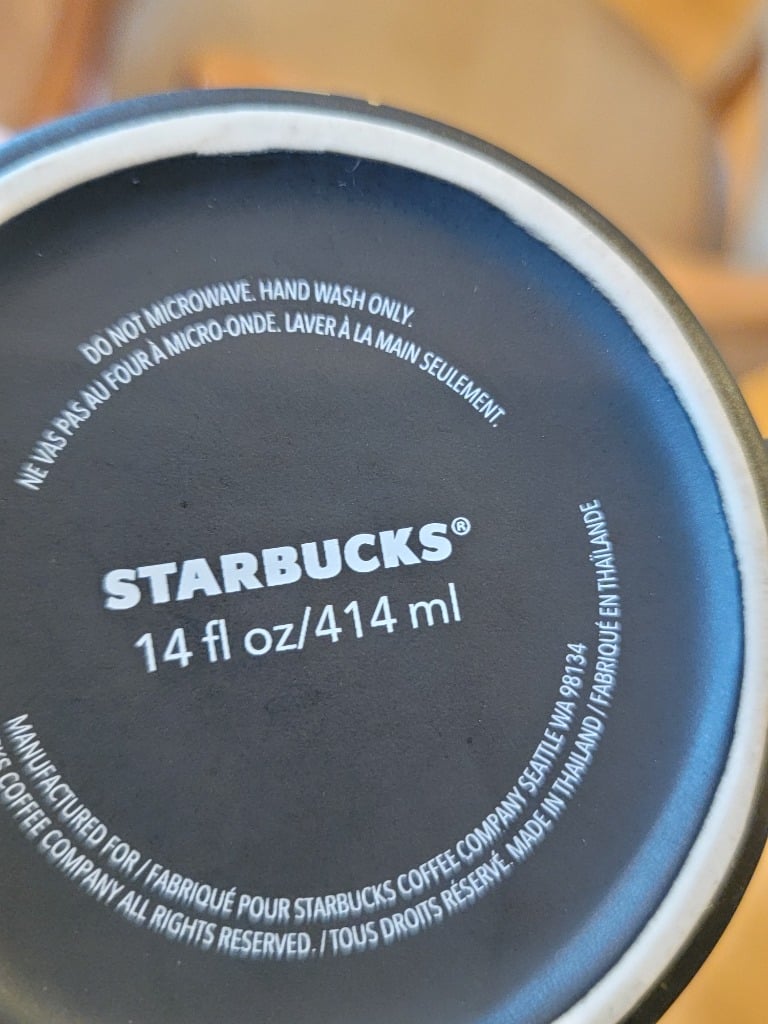 DO NOT MICROWAVE. HAND WASH ONLY.
NE VAS PAS AU FOUR À MICRO-ONDE. LAVER À LA MAIN SEULEMENT.
STARBUCKS®
14 fl oz/414 ml
MANUFACTURED FOR / FABRIQUÉ POUR STARBUCKS COFFEE COMPANY SEATTLE WA 98134
COFFEE COMPANY ALL RIGHTS RESERVED. / TOUS DROITS RÉSERVÉ. MADE IN THAILAND / FABRIQUÉ EN THAÏLANDE